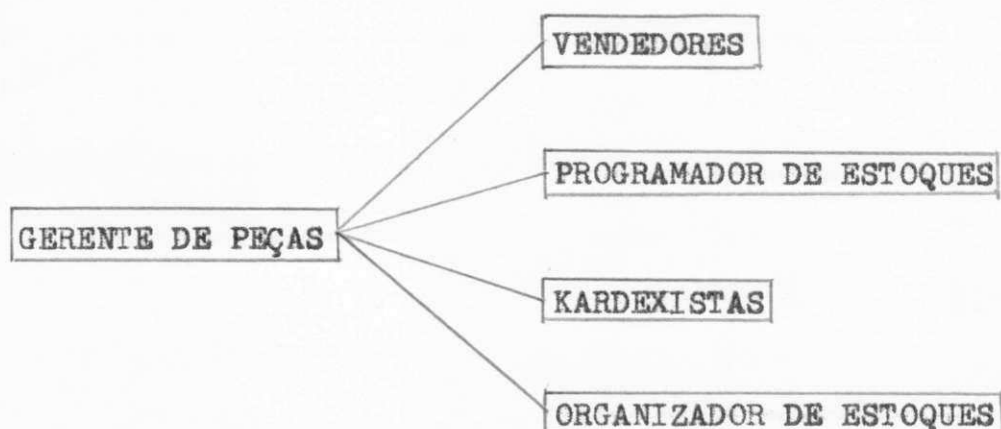 VENDEDORES
PROGRAMADOR DE ESTOQUES
GERENTE DE PEÇAS
KARDEXISTAS
ORGANIZADOR DE ESTOQUES